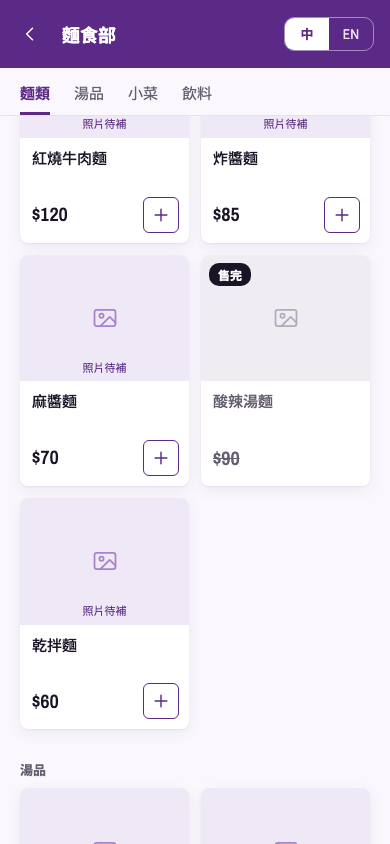 麵食部
中 EN
麵類 湯品 小菜 飲料
照片待補 照片待補
紅燒牛肉麵 炸醬麵
$120 $85
售完
照片待補
麻醬麵 酸辣湯麵
$70 $90
照片待補
乾拌麵
$60
湯品